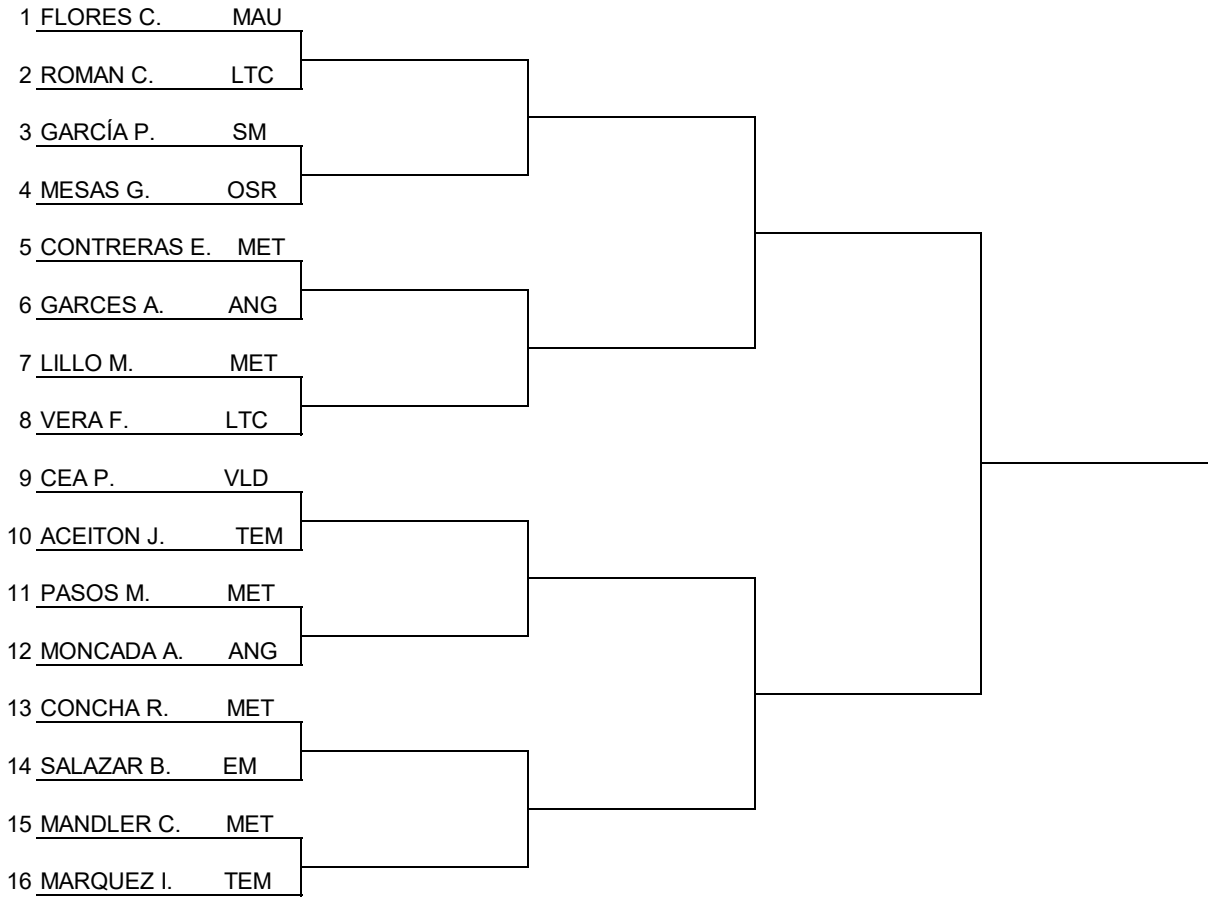 1 FLORES C. MAU
2 ROMAN C. LTC
3 GARCÍA P. SM
4 MESAS G. OSR
5 CONTRERAS E. MET
6 GARCES A. ANG
7 LILLO M. MET
8 VERA F. LTC
9 CEA P. VLD
10 ACEITON J. TEM
11 PASOS M. MET
12 MONCADA A. ANG
13 CONCHA R. MET
14 SALAZAR B. EM
15 MANDLER C. MET
16 MARQUEZ I. TEM